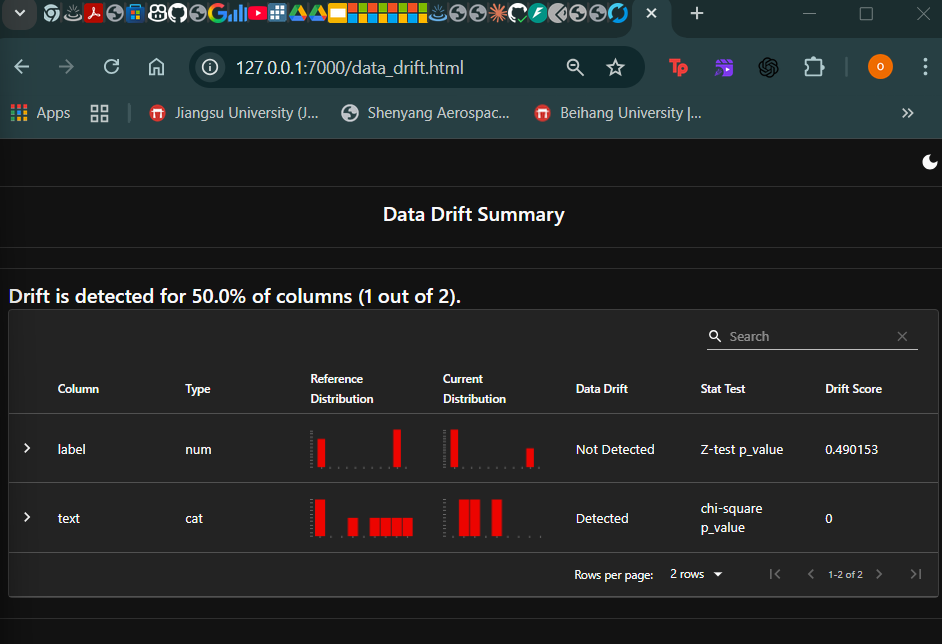 127.0.0.1:7000/data_drift.html
O
Apps
Jiangsu University (J...
Shenyang Aerospac...
Beihang University |...
Data Drift Summary
Drift is detected for 50.0% of columns (1 out of 2).
Search
Column Type Reference Distribution Current Distribution Data Drift Stat Test Drift Score
label num Not Detected Z-test p_value 0.490153
text cat Detected chi-square p_value 0
Rows per page: 2 rows 1-2 of 2